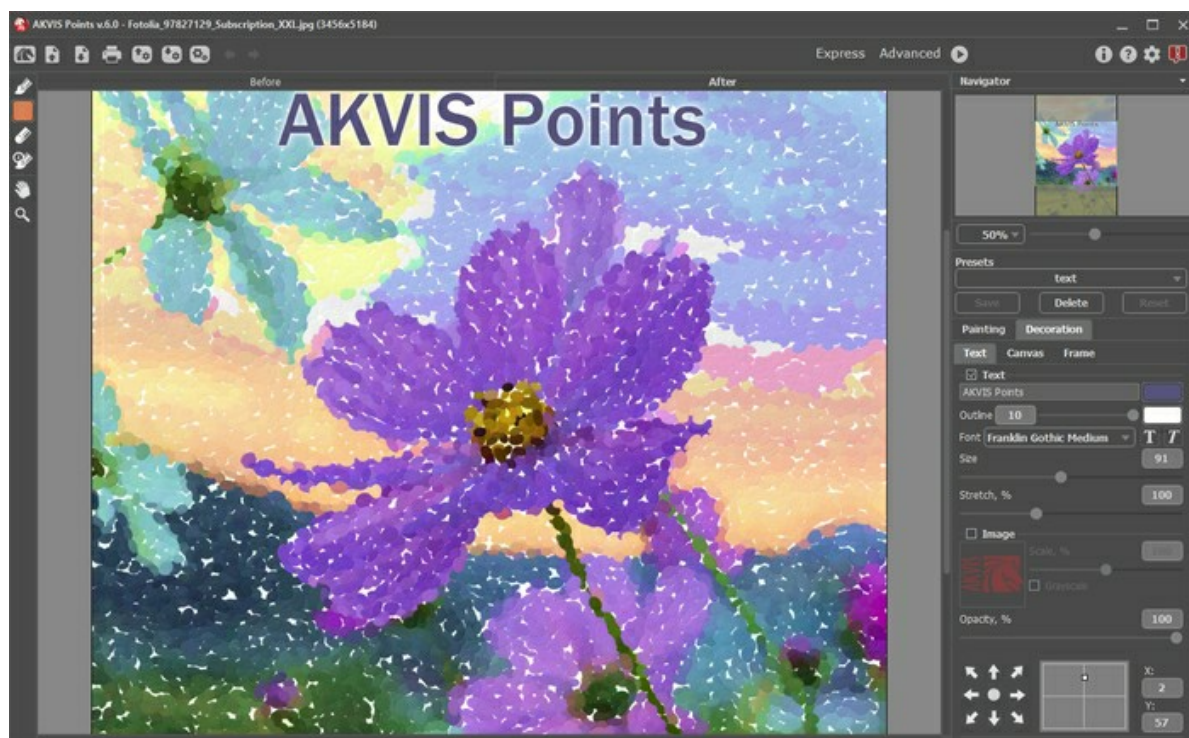 AKVIS Points v.6.0 - Fotolia_97827129_Subscription_XXL.jpg (3456x5184)
Express Advanced
Before After
AKVIS Points
Navigator
50%
Presets
text
Save Delete Reset
Painting Decoration
Text Canvas Frame
Text
AKVIS Points
Outline 10
Font Franklin Gothic Medium T T
Size 91
Stretch, % 100
Image
Scale, % 100
Grayscale
Opacity, % 100
X:
2
Y:
57